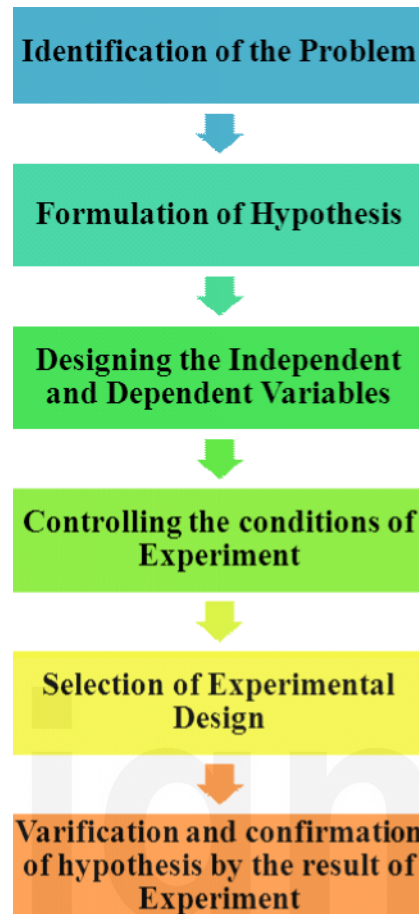 Identification of the Problem
Formulation of Hypothesis
Designing the Independent
and Dependent Variables
Controlling the conditions of
Experiment
Selection of Experimental
Design
Varification and confirmation
of hypothesis by the result of
Experiment